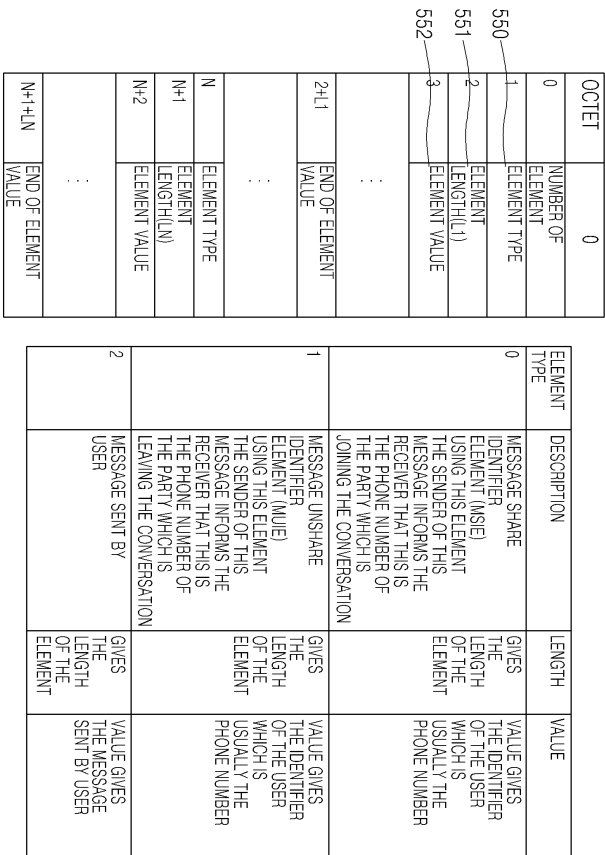 OCTET
0
0
NUMBER OF
ELEMENT
550
1
ELEMENT TYPE
551
2
ELEMENT
LENGTH(L1)
552
3
ELEMENT VALUE
...
2+L1
END OF ELEMENT
VALUE
...
N
ELEMENT TYPE
N+1
ELEMENT
LENGTH(LN)
N+2
ELEMENT VALUE
...
N+1+LN
END OF ELEMENT
VALUE
ELEMENT
TYPE
DESCRIPTION
LENGTH
VALUE
0
MESSAGE SHARE
IDENTIFIER
ELEMENT (MSIE)
USING THIS ELEMENT
THE SENDER OF THIS
MESSAGE INFORMS THE
RECEIVER THAT THIS IS
THE PHONE NUMBER OF
THE PARTY WHICH IS
JOINING THE CONVERSATION
GIVES
THE
LENGTH
OF THE
ELEMENT
VALUE GIVES
THE IDENTIFIER
OF THE USER
WHICH IS
USUALLY THE
PHONE NUMBER
1
MESSAGE UNSHARE
IDENTIFIER
ELEMENT (MUIE)
USING THIS ELEMENT
THE SENDER OF THIS
MESSAGE INFORMS THE
RECEIVER THAT THIS IS
THE PHONE NUMBER OF
THE PARTY WHICH IS
LEAVING THE CONVERSATION
GIVES
THE
LENGTH
OF THE
ELEMENT
VALUE GIVES
THE IDENTIFIER
OF THE USER
WHICH IS
USUALLY THE
PHONE NUMBER
2
MESSAGE SENT BY
USER
GIVES
THE
LENGTH
OF THE
ELEMENT
VALUE GIVES
THE MESSAGE
SENT BY USER